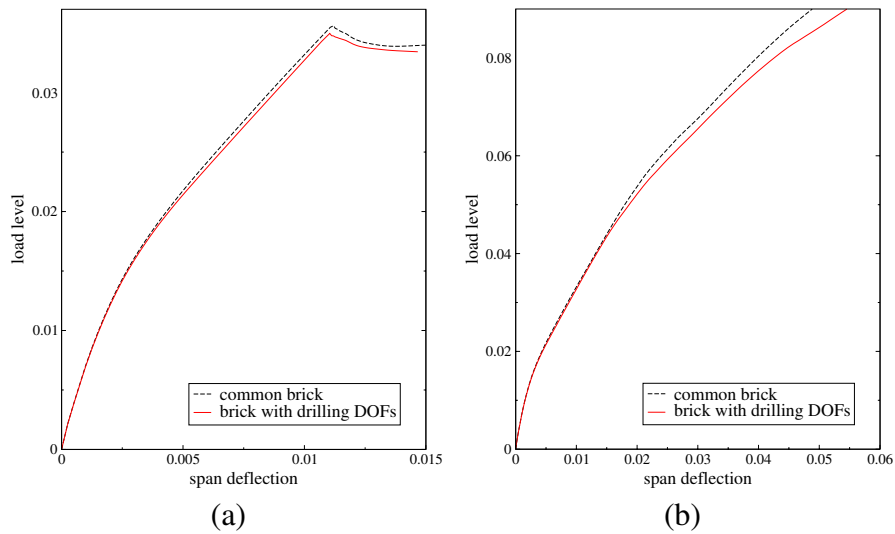 0.03
0.02
0.01
0
load level
common brick
brick with drilling DOFs
0
0.005
0.01
0.015
span deflection
(a)
0.08
0.06
0.04
0.02
0
load level
common brick
brick with drilling DOFs
0
0.01
0.02
0.03
0.04
0.05
0.06
span deflection
(b)